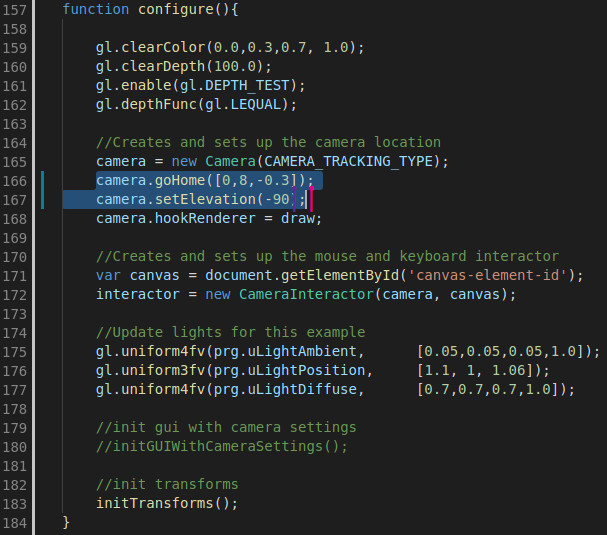 157 function configure(){
158
159 gl.clearColor(0.0,0.3,0.7, 1.0);
160 gl.clearDepth(100.0);
161 gl.enable(gl.DEPTH_TEST);
162 gl.depthFunc(gl.LEQUAL);
163
164 //Creates and sets up the camera location
165 camera = new Camera(CAMERA_TRACKING_TYPE);
166 camera.goHome([0,8,-0.3]);
167 camera.setElevation(-90);
168 camera.hookRenderer = draw;
169
170 //Creates and sets up the mouse and keyboard interactor
171 var canvas = document.getElementById('canvas-element-id');
172 interactor = new CameraInteractor(camera, canvas);
173
174 //Update lights for this example
175 gl.uniform4fv(prg.uLightAmbient, [0.05,0.05,0.05,1.0]);
176 gl.uniform3fv(prg.uLightPosition, [1.1, 1, 1.06]);
177 gl.uniform4fv(prg.uLightDiffuse, [0.7,0.7,0.7,1.0]);
178
179 //init gui with camera settings
180 //initGUIWithCameraSettings();
181
182 //init transforms
183 initTransforms();
184 }